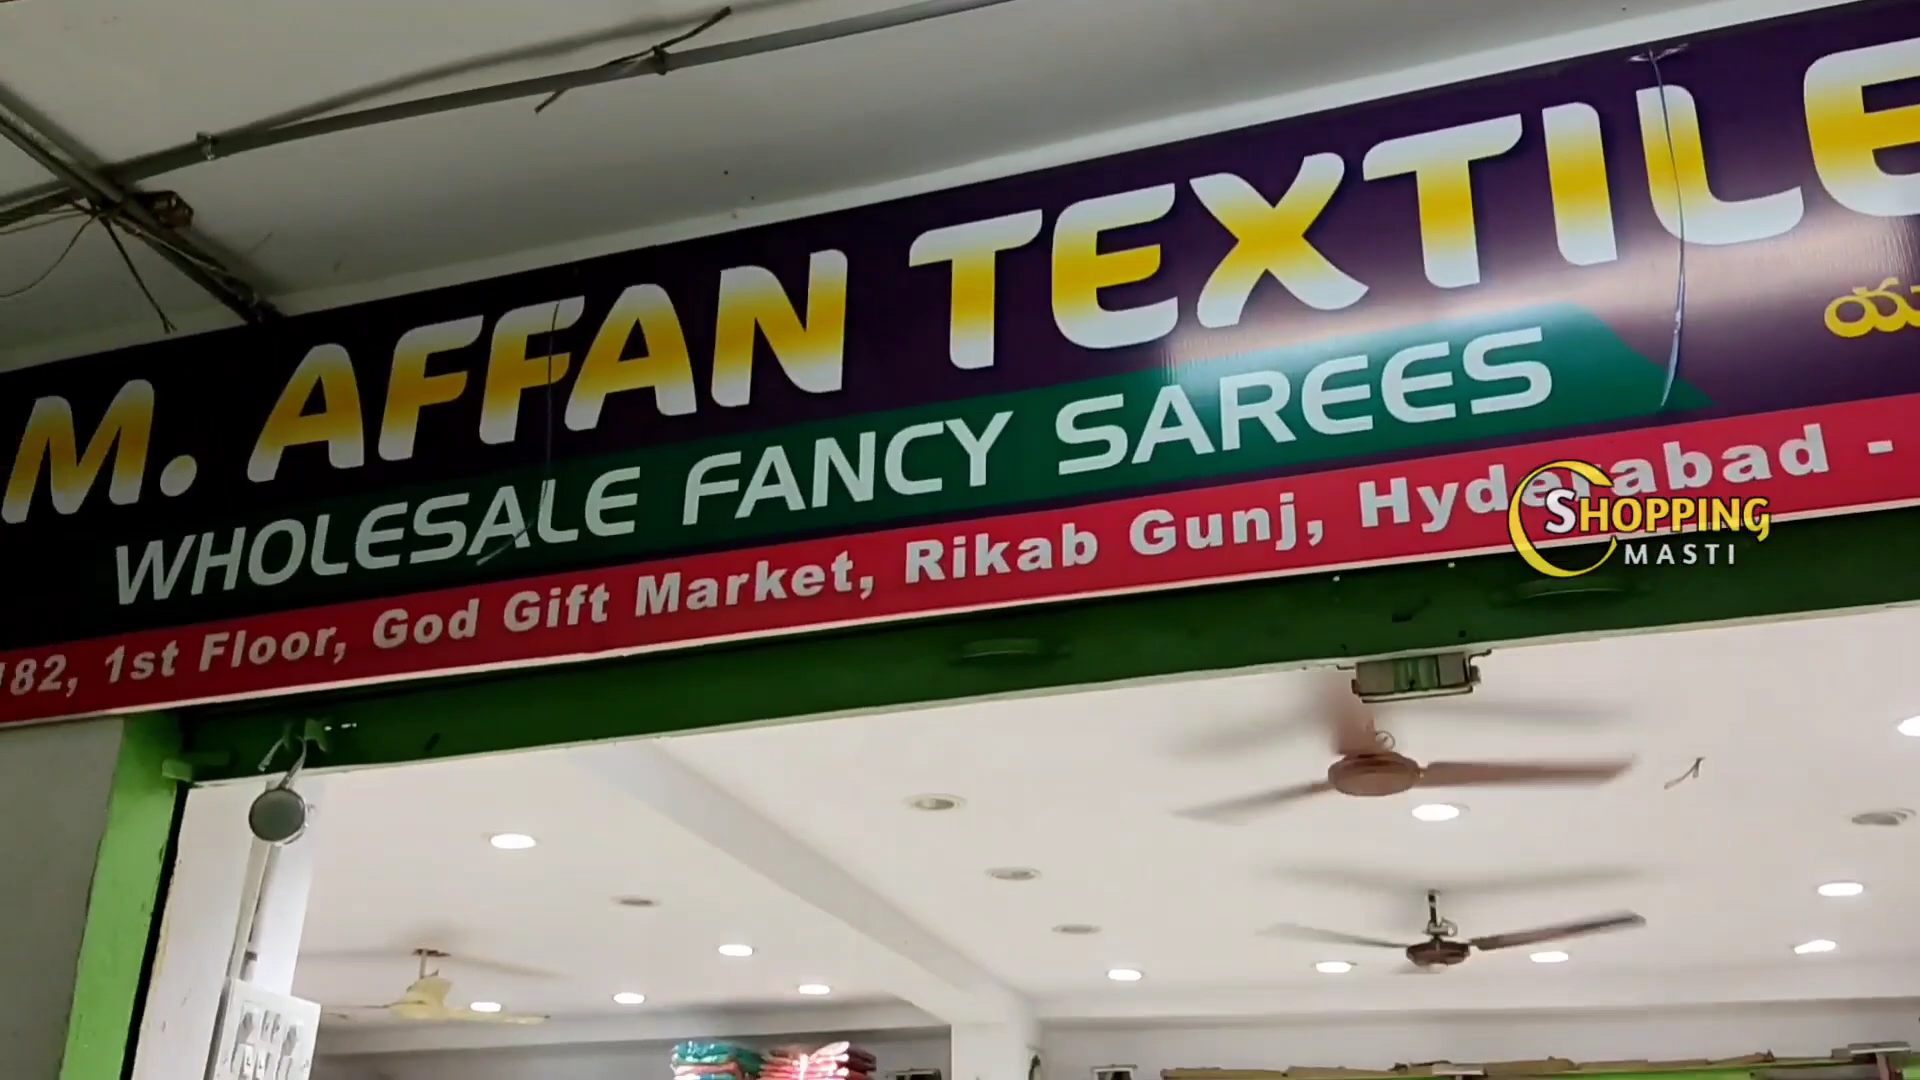 M. AFFAN TEXTILE
WHOLESALE FANCY SAREES
182, 1st Floor, God Gift Market, Rikab Gunj, Hyderabad -
SHOPPING
MASTI